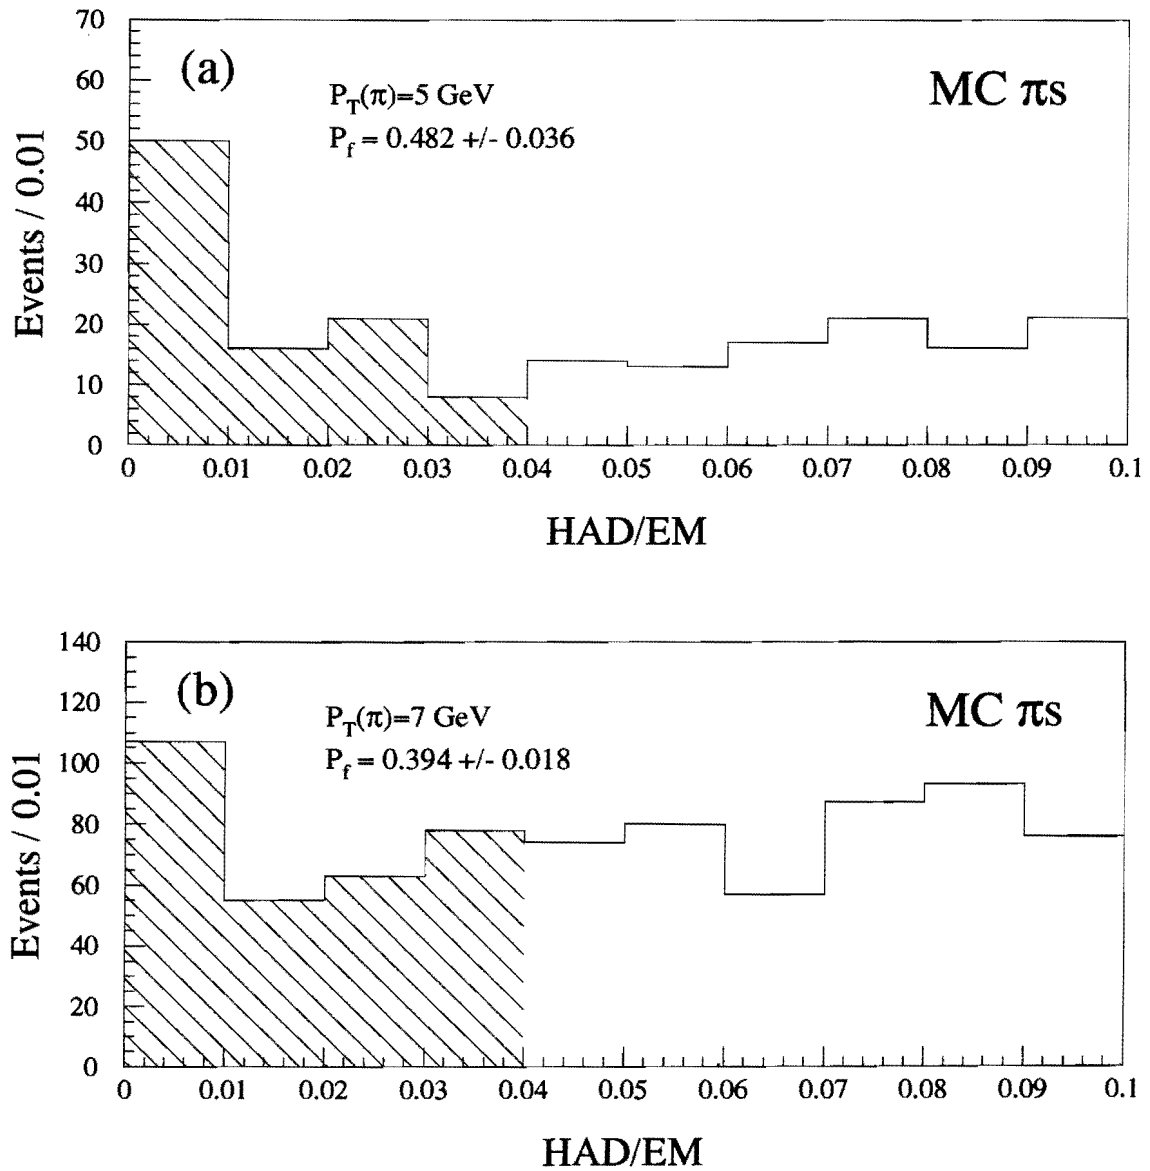 70
60
50
40
30
20
10
0
Events / 0.01
(a)
P_T(π)=5 GeV
P_f = 0.482 +/- 0.036
MC πs
0 0.01 0.02 0.03 0.04 0.05 0.06 0.07 0.08 0.09 0.1
HAD/EM
140
120
100
80
60
40
20
0
Events / 0.01
(b)
P_T(π)=7 GeV
P_f = 0.394 +/- 0.018
MC πs
0 0.01 0.02 0.03 0.04 0.05 0.06 0.07 0.08 0.09 0.1
HAD/EM